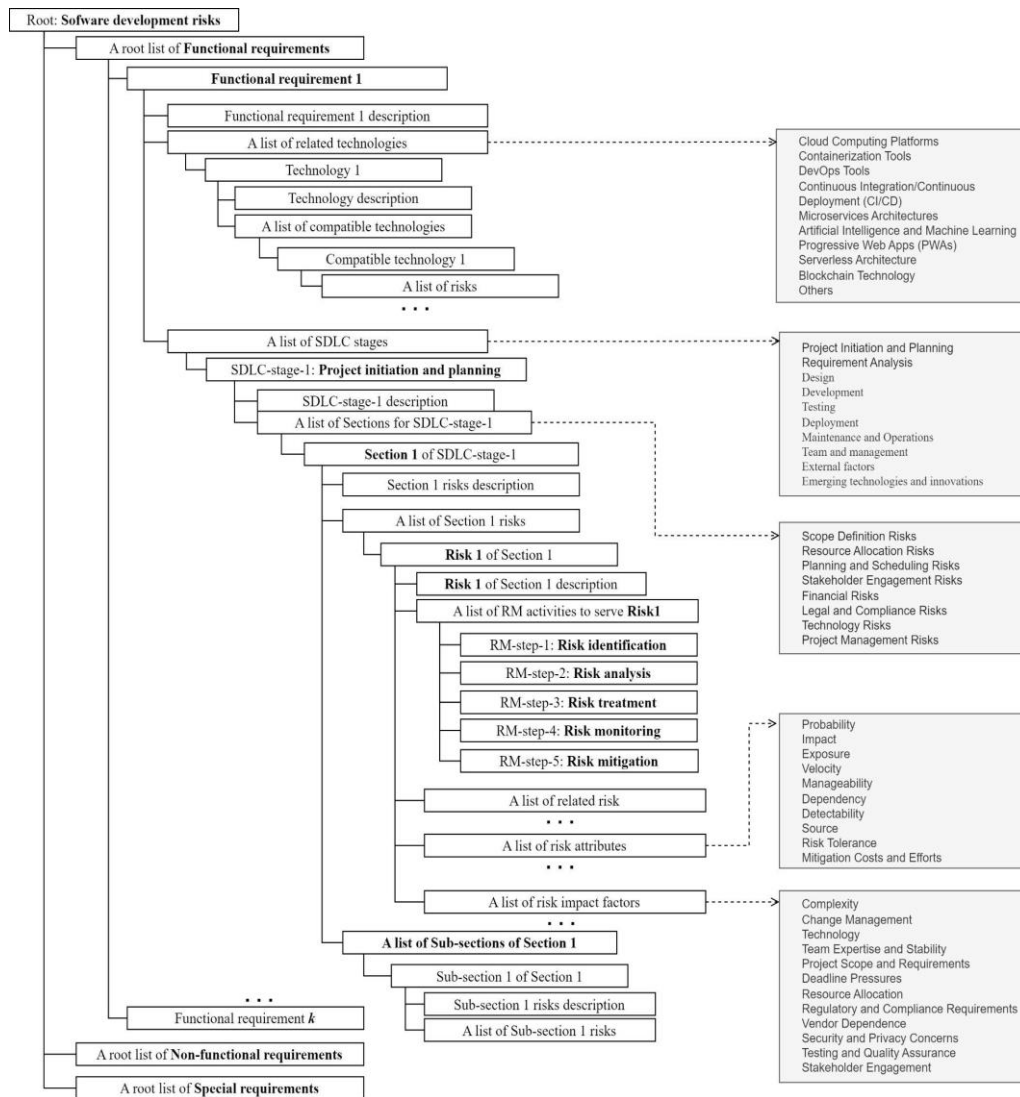 Root: Sofware development risks
A root list of Functional requirements
Functional requirement 1
Functional requirement 1 description
A list of related technologies
Technology 1
Technology description
A list of compatible technologies
Compatible technology 1
A list of risks
...
A list of SDLC stages
SDLC-stage-1: Project initiation and planning
SDLC-stage-1 description
A list of Sections for SDLC-stage-1
Section 1 of SDLC-stage-1
Section 1 risks description
A list of Section 1 risks
Risk 1 of Section 1
Risk 1 of Section 1 description
A list of RM activities to serve Risk1
RM-step-1: Risk identification
RM-step-2: Risk analysis
RM-step-3: Risk treatment
RM-step-4: Risk monitoring
RM-step-5: Risk mitigation
A list of related risk
...
A list of risk attributes
...
A list of risk impact factors
...
A list of Sub-sections of Section 1
Sub-section 1 of Section 1
Sub-section 1 risks description
A list of Sub-section 1 risks
...
Functional requirement k
A root list of Non-functional requirements
A root list of Special requirements
Cloud Computing Platforms
Containerization Tools
DevOps Tools
Continuous Integration/Continuous
Deployment (CI/CD)
Microservices Architectures
Artificial Intelligence and Machine Learning
Progressive Web Apps (PWAs)
Serverless Architecture
Blockchain Technology
Others
Project Initiation and Planning
Requirement Analysis
Design
Development
Testing
Deployment
Maintenance and Operations
Team and management
External factors
Emerging technologies and innovations
Scope Definition Risks
Resource Allocation Risks
Planning and Scheduling Risks
Stakeholder Engagement Risks
Financial Risks
Legal and Compliance Risks
Technology Risks
Project Management Risks
Probability
Impact
Exposure
Velocity
Manageability
Dependency
Detectability
Source
Risk Tolerance
Mitigation Costs and Efforts
Complexity
Change Management
Technology
Team Expertise and Stability
Project Scope and Requirements
Deadline Pressures
Resource Allocation
Regulatory and Compliance Requirements
Vendor Dependence
Security and Privacy Concerns
Testing and Quality Assurance
Stakeholder Engagement